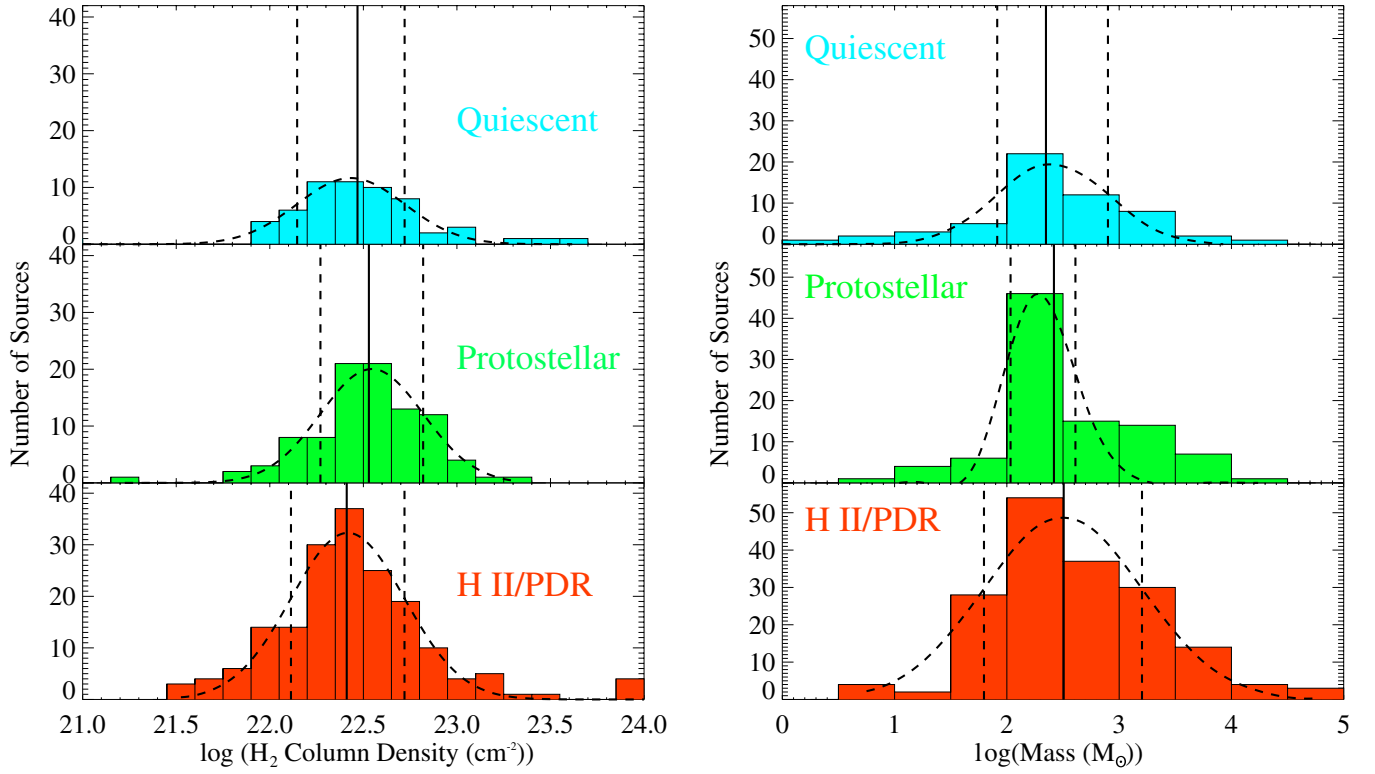 40
30
20
10
0
Quiescent
40
30
20
10
0
Protostellar
40
30
20
10
0
H II/PDR
Number of Sources
21.0 21.5 22.0 22.5 23.0 23.5 24.0
log (H₂ Column Density (cm⁻²))
50
40
30
20
10
0
Quiescent
50
40
30
20
10
0
Protostellar
50
40
30
20
10
0
H II/PDR
Number of Sources
0 1 2 3 4 5
log(Mass (M☉))